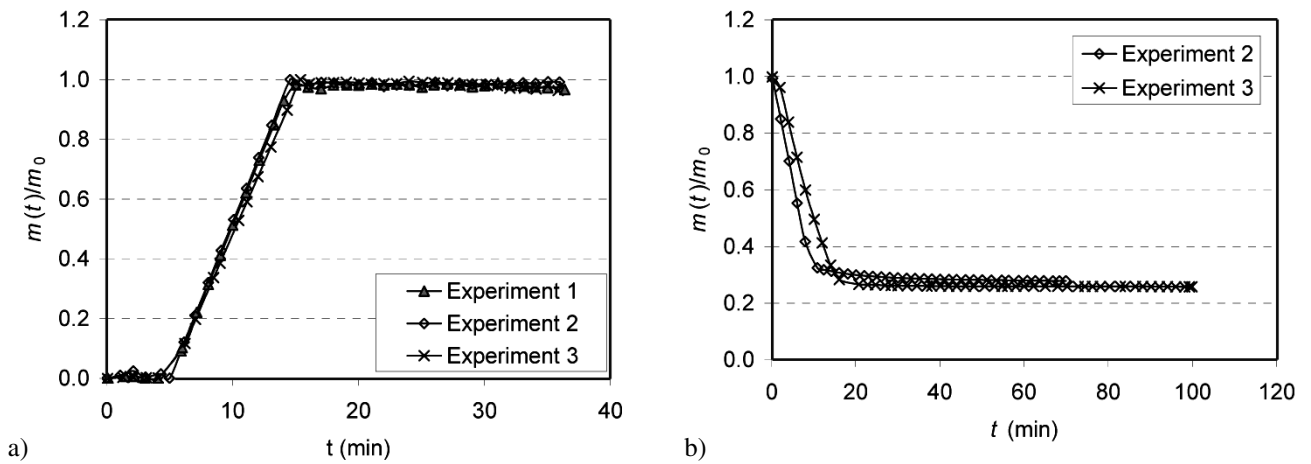 1.2
1.0
0.8
0.6
0.4
0.2
0.0
m(t)/m0
0 10 20 30 40
t (min)
Experiment 1
Experiment 2
Experiment 3
a)
1.2
1.0
0.8
0.6
0.4
0.2
0.0
m(t)/m0
0 20 40 60 80 100 120
t (min)
Experiment 2
Experiment 3
b)